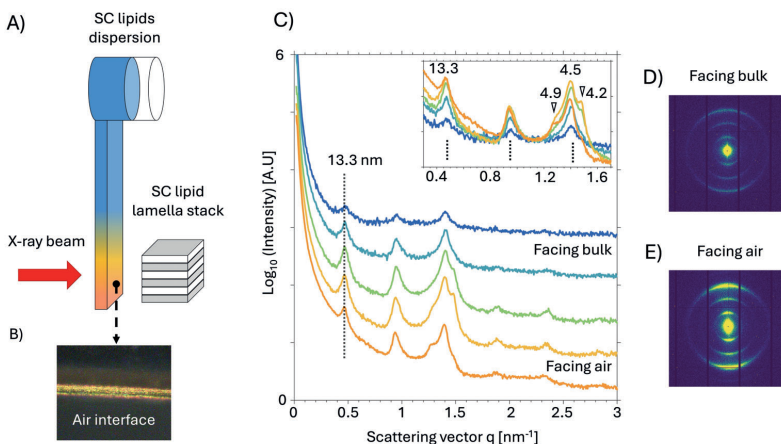 A)
SC lipids
dispersion
X-ray beam
SC lipid
lamella stack
B)
Air interface
C)
Log10 (Intensity) [A.U]
6
0
13.3 nm
Facing bulk
Facing air
0
0.5
1.0
1.5
2.0
2.5
3
Scattering vector q [nm⁻¹]
13.3
4.5
4.9
4.2
0.4
0.8
1.2
1.6
D)
Facing bulk
E)
Facing air